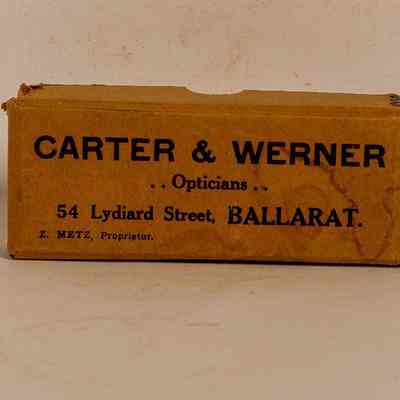 CARTER & WERNER
. . Opticians . .
54 Lydiard Street, BALLARAT.
Z. METZ, Proprietor.